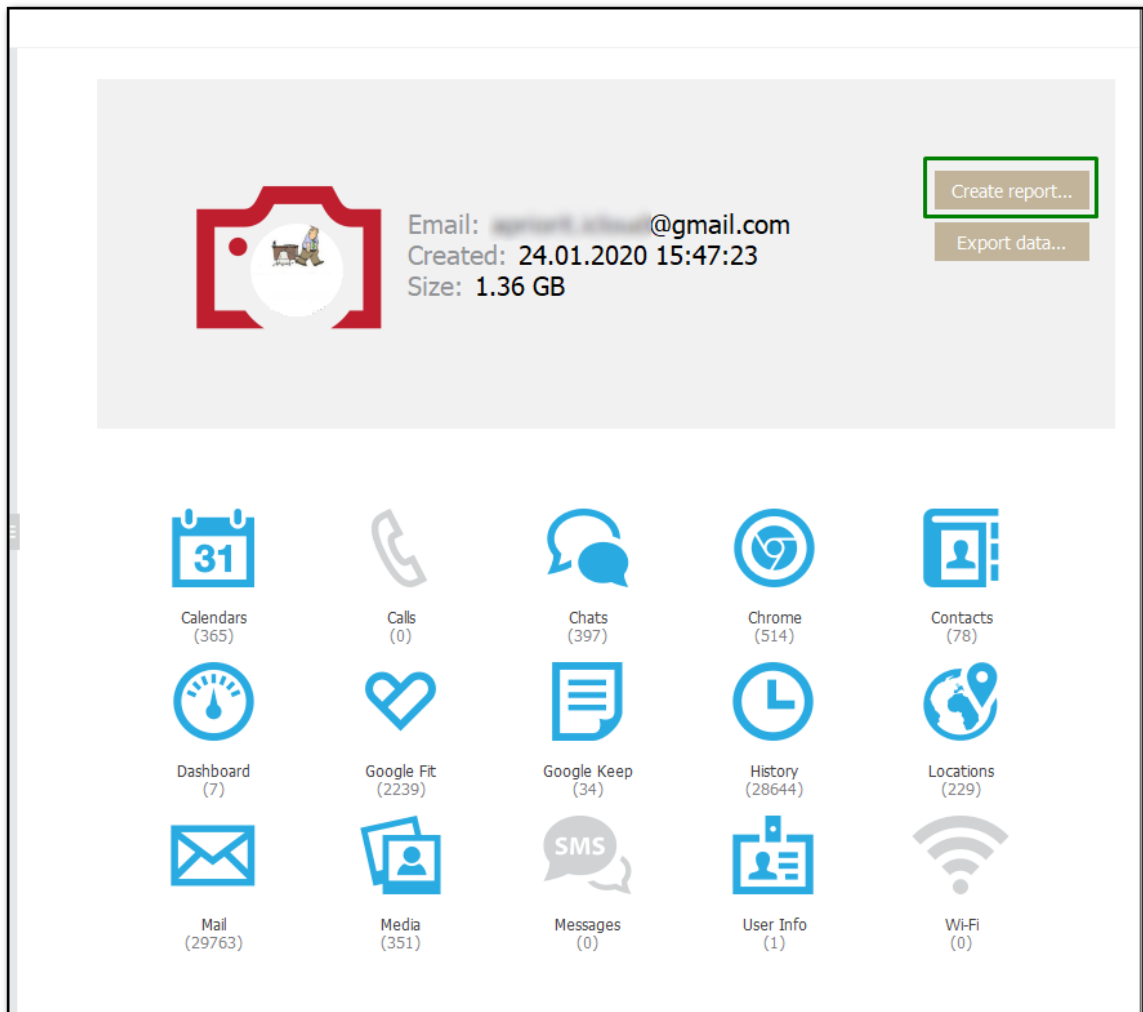 Create report...
Export data...
Email: @gmail.com
Created: 24.01.2020 15:47:23
Size: 1.36 GB
31
Calendars
(365)
Calls
(0)
Chats
(397)
Chrome
(514)
Contacts
(78)
Dashboard
(7)
Google Fit
(2239)
Google Keep
(34)
History
(28644)
Locations
(229)
Mail
(29763)
Media
(351)
SMS
Messages
(0)
User Info
(1)
Wi-Fi
(0)